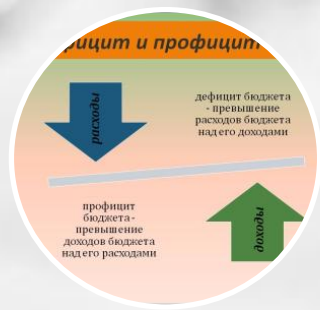 фицит и профицит
расходы
дефицит бюджета
- превышение
расходов бюджета
над его доходами
профицит
бюджета-
превышение
доходов бюджета
над его расходами
доходы